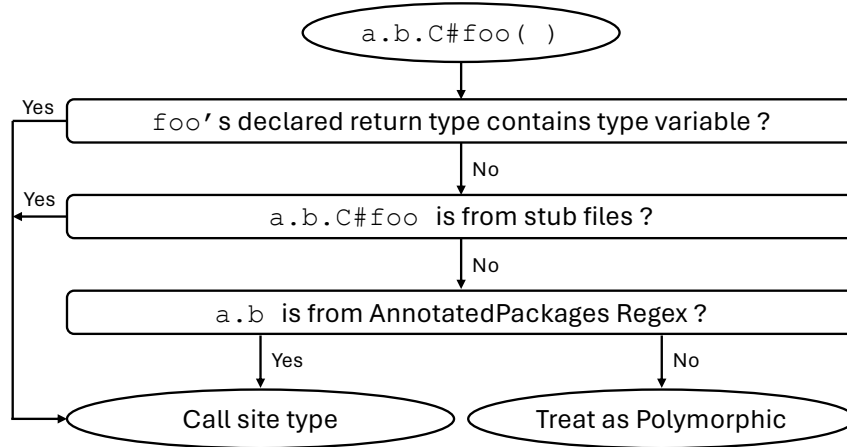 a.b.C#foo( )
Yes
foo's declared return type contains type variable ?
No
Yes
a.b.C#foo is from stub files ?
No
a.b is from AnnotatedPackages Regex ?
Yes
No
Call site type
Treat as Polymorphic